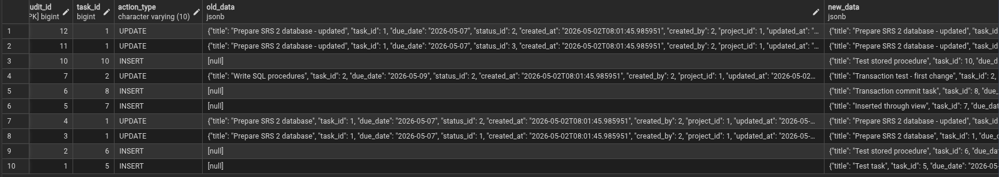 udit_id task_id action_type old_data new_data
PK] bigint bigint character varying (10) jsonb jsonb
1 12 1 UPDATE {"title": "Prepare SRS 2 database - updated", "task_id": 1, "due_date": "2026-05-07", "status_id": 2, "created_at": "2026-05-02T08:01:45.985951", "created_by": 2, "project_id": 1, "updated_at": "... {"title": "Prepare SRS 2 database - updated", "task_id
2 11 1 UPDATE {"title": "Prepare SRS 2 database - updated", "task_id": 1, "due_date": "2026-05-07", "status_id": 3, "created_at": "2026-05-02T08:01:45.985951", "created_by": 2, "project_id": 1, "updated_at": "... {"title": "Prepare SRS 2 database - updated", "task_id
3 10 10 INSERT [null] {"title": "Test stored procedure", "task_id": 10, "due_d
4 7 2 UPDATE {"title": "Write SQL procedures", "task_id": 2, "due_date": "2026-05-09", "status_id": 2, "created_at": "2026-05-02T08:01:45.985951", "created_by": 2, "project_id": 1, "updated_at": "2026-05-02... {"title": "Transaction test - first change", "task_id": 2,
5 6 8 INSERT [null] {"title": "Transaction commit task", "task_id": 8, "due_
6 5 7 INSERT [null] {"title": "Inserted through view", "task_id": 7, "due_dat
7 4 1 UPDATE {"title": "Prepare SRS 2 database", "task_id": 1, "due_date": "2026-05-07", "status_id": 2, "created_at": "2026-05-02T08:01:45.985951", "created_by": 2, "project_id": 1, "updated_at": "2026-05-... {"title": "Prepare SRS 2 database - updated", "task_id
8 3 1 UPDATE {"title": "Prepare SRS 2 database", "task_id": 1, "due_date": "2026-05-07", "status_id": 1, "created_at": "2026-05-02T08:01:45.985951", "created_by": 2, "project_id": 1, "updated_at": "2026-05-... {"title": "Prepare SRS 2 database", "task_id": 1, "due_
9 2 6 INSERT [null] {"title": "Test stored procedure", "task_id": 6, "due_da
10 1 5 INSERT [null] {"title": "Test task", "task_id": 5, "due_date": "2026-05-